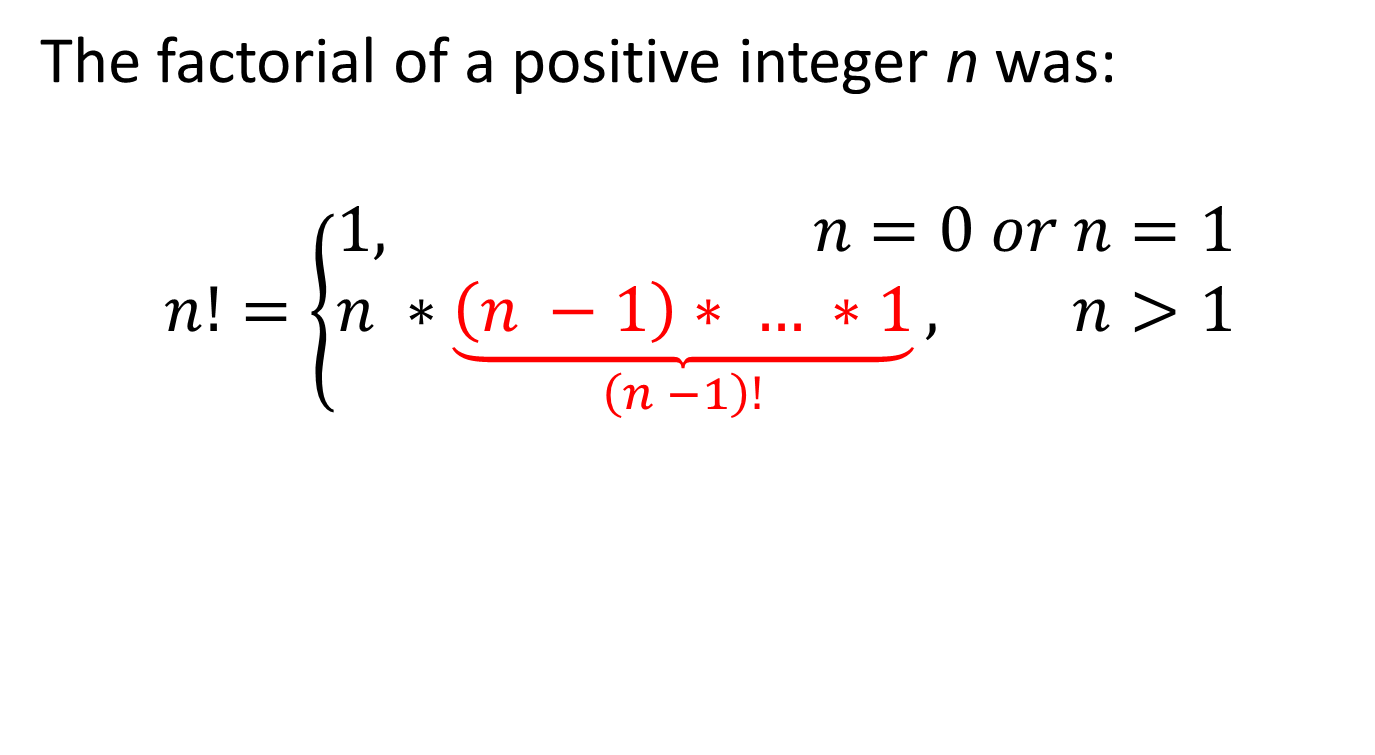 The factorial of a positive integer n was:
1, n = 0 or n = 1
n! = { n * (n − 1) * ... * 1 , n > 1
(n − 1)!